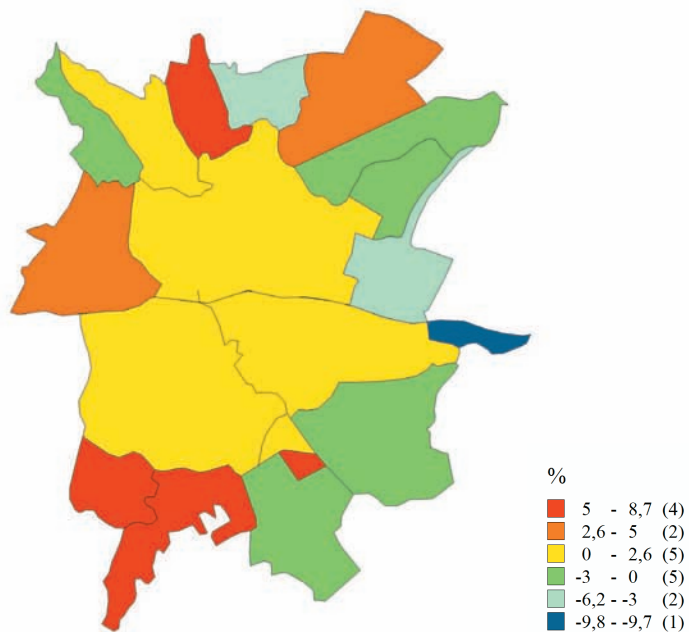 %
5 - 8,7 (4)
2,6 - 5 (2)
0 - 2,6 (5)
-3 - 0 (5)
-6,2 - -3 (2)
-9,8 - -9,7 (1)